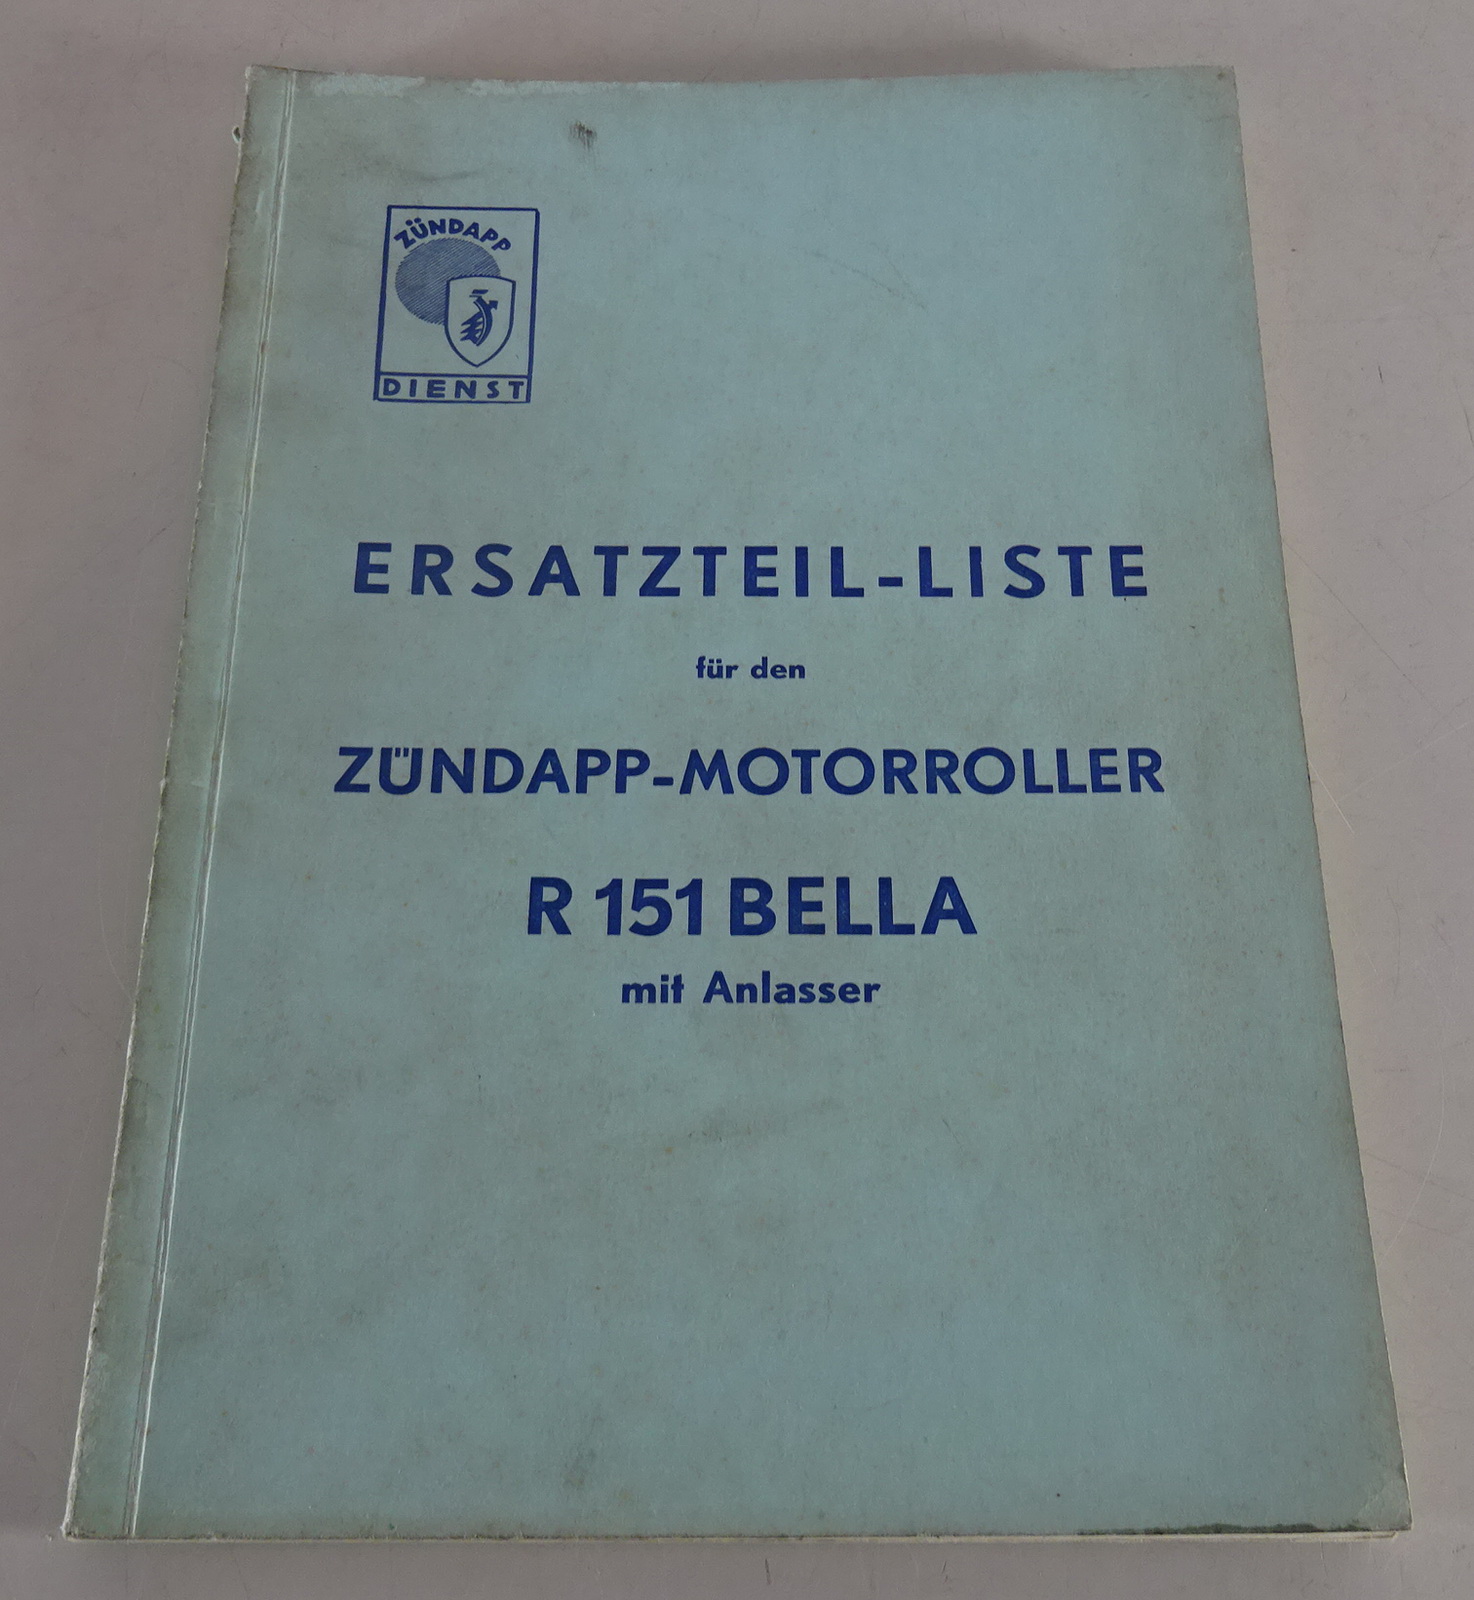 ZÜNDAPP
DIENST
ERSATZTEIL-LISTE
für den
ZÜNDAPP-MOTORROLLER
R 151 BELLA
mit Anlasser